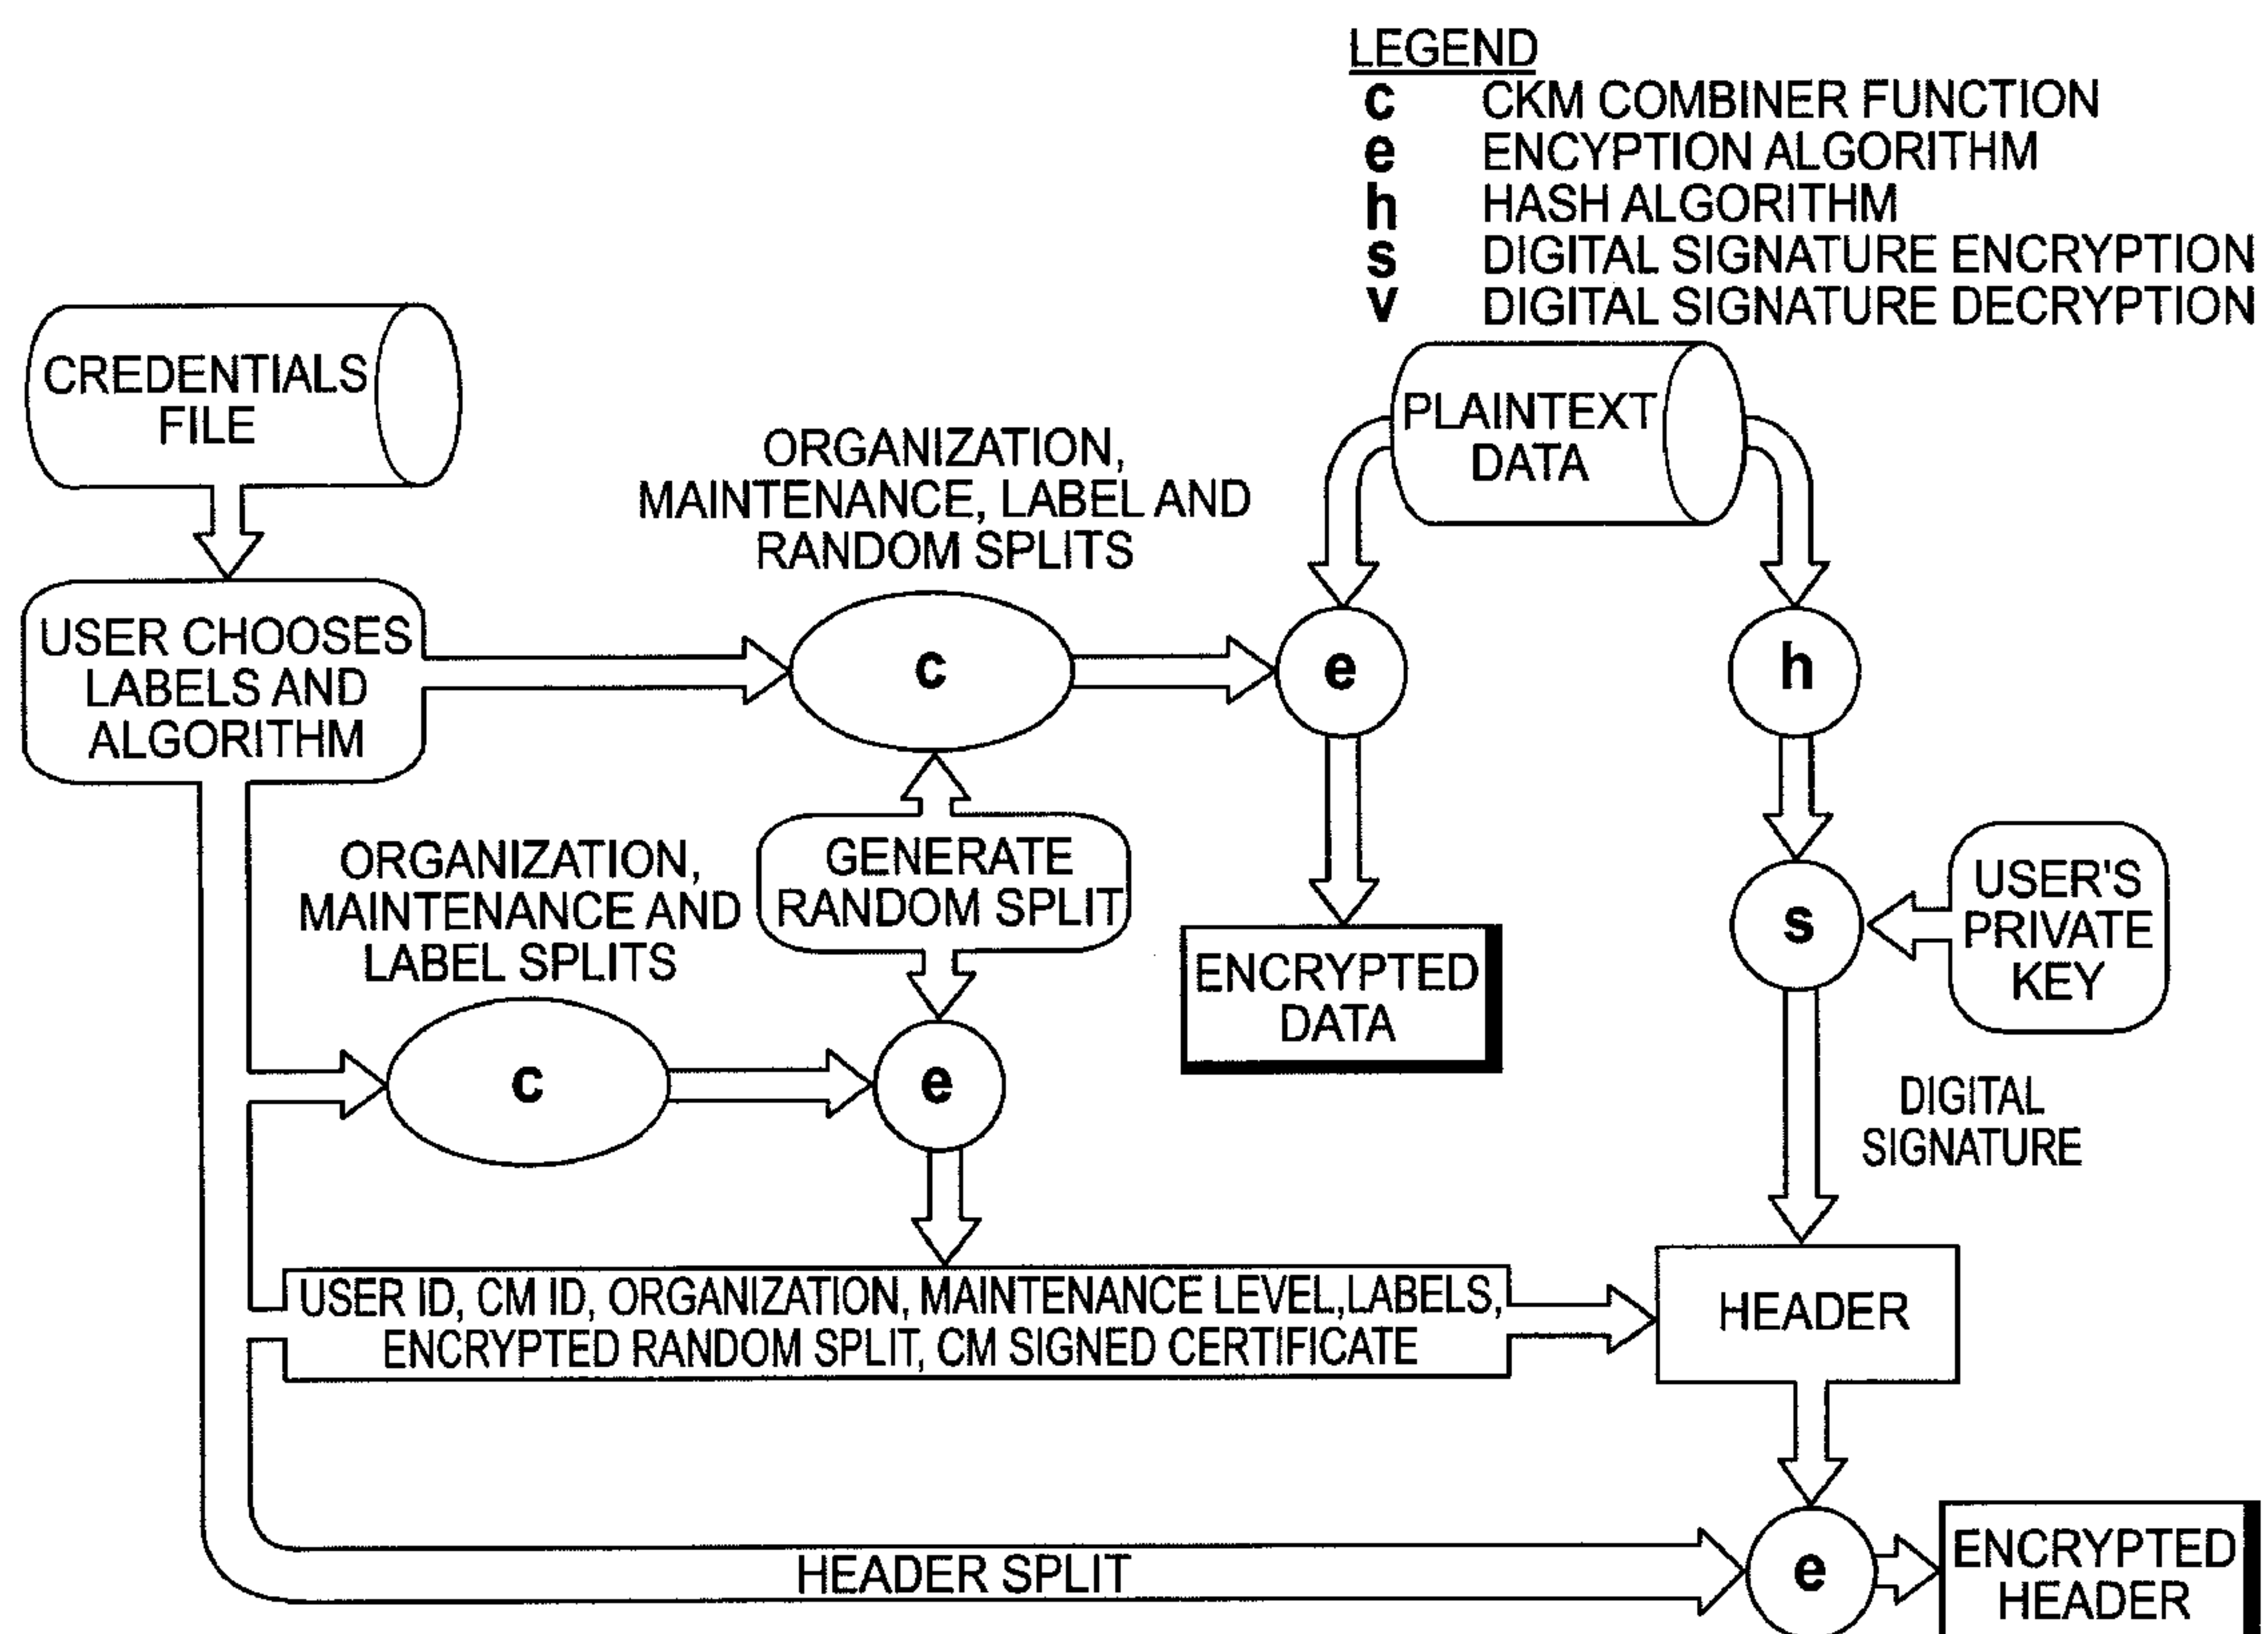 LEGEND
c CKM COMBINER FUNCTION
e ENCYPTION ALGORITHM
h HASH ALGORITHM
s DIGITAL SIGNATURE ENCRYPTION
v DIGITAL SIGNATURE DECRYPTION
CREDENTIALS
FILE
PLAINTEXT
DATA
ORGANIZATION,
MAINTENANCE, LABEL AND
RANDOM SPLITS
USER CHOOSES
LABELS AND
ALGORITHM
c
e
h
GENERATE
RANDOM SPLIT
ORGANIZATION,
MAINTENANCE AND
LABEL SPLITS
ENCRYPTED
DATA
s
USER'S
PRIVATE
KEY
c
e
DIGITAL
SIGNATURE
USER ID, CM ID, ORGANIZATION, MAINTENANCE LEVEL,LABELS,
ENCRYPTED RANDOM SPLIT, CM SIGNED CERTIFICATE
HEADER
HEADER SPLIT
e
ENCRYPTED
HEADER